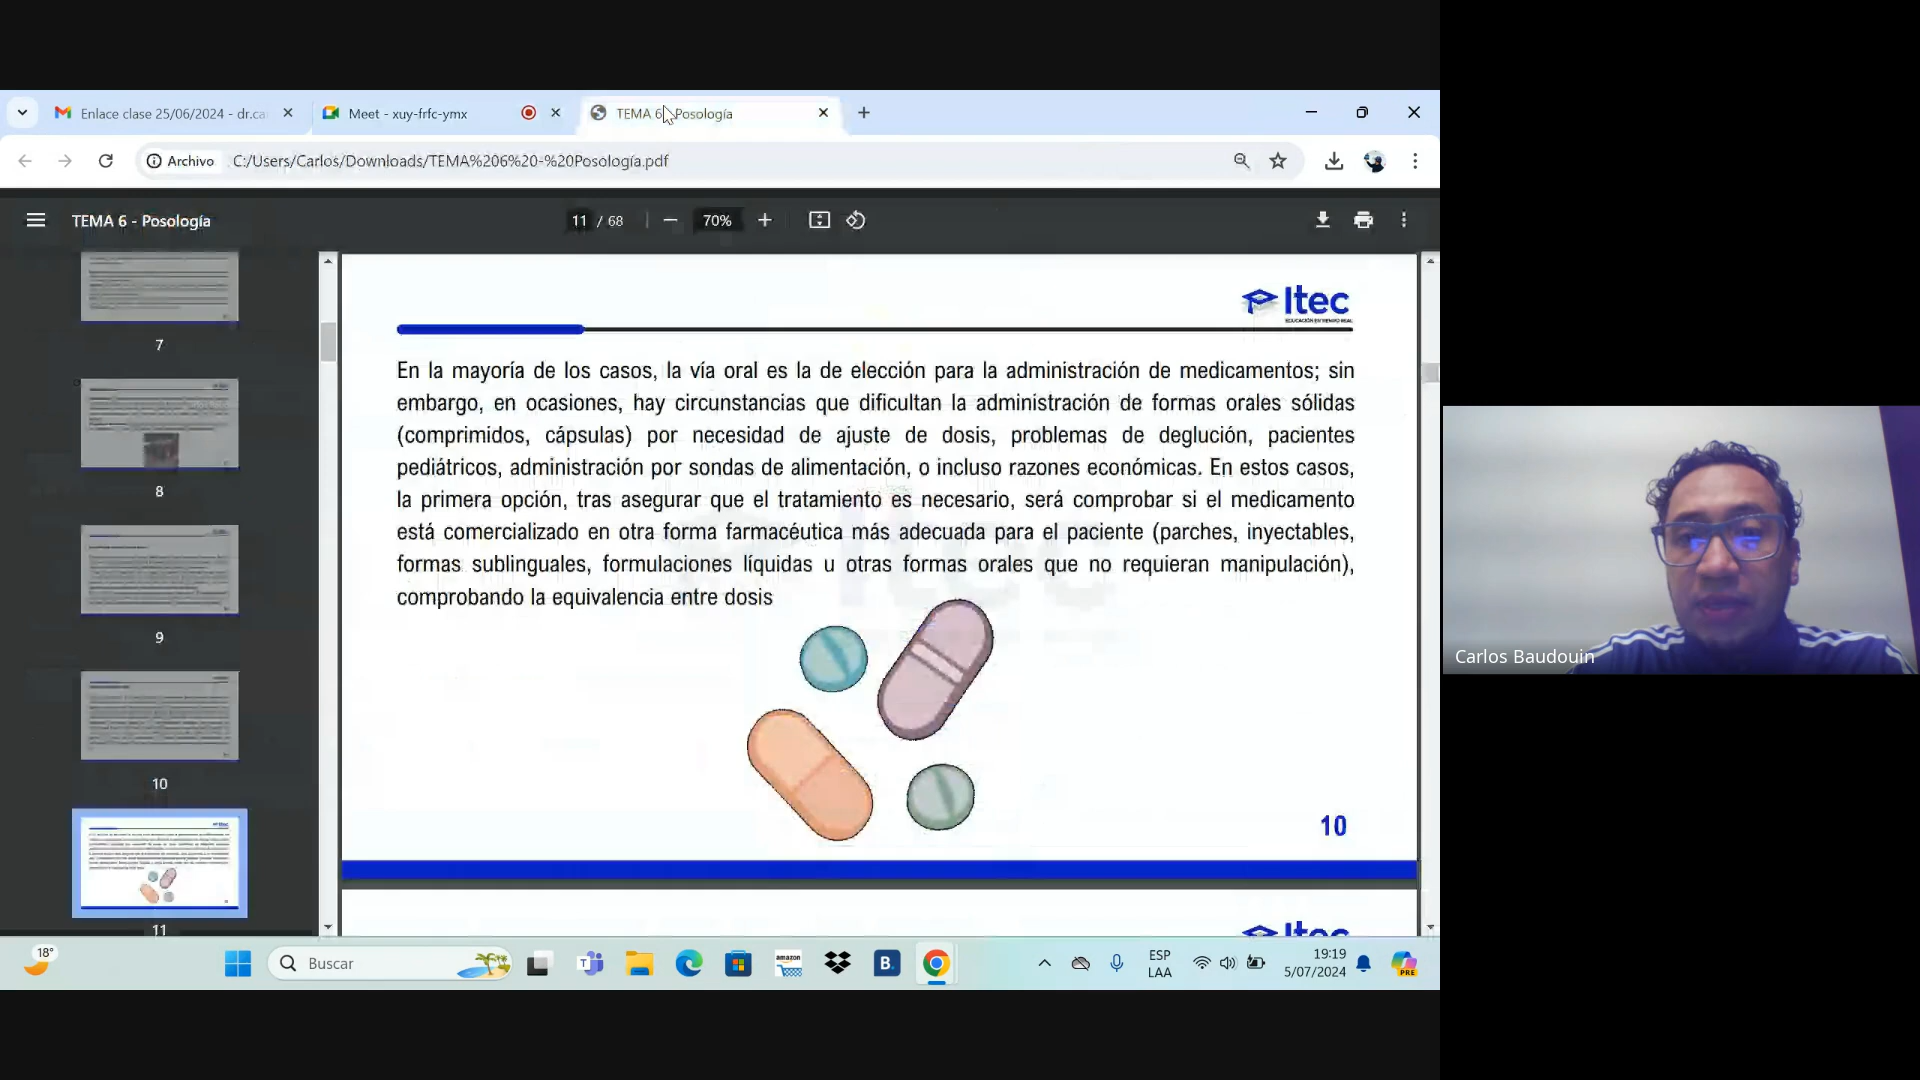 Enlace clase 25/06/2024 - dr.ca
Meet - xuy-frfc-ymx
TEMA 6 - Posología
Archivo
C:/Users/Carlos/Downloads/TEMA%206%20-%20Posología.pdf
TEMA 6 - Posología
11 / 68
70%
7
8
9
10
11
Itec
EDUCACIÓN EN TIEMPO REAL
En la mayoría de los casos, la vía oral es la de elección para la administración de medicamentos; sin
embargo, en ocasiones, hay circunstancias que dificultan la administración de formas orales sólidas
(comprimidos, cápsulas) por necesidad de ajuste de dosis, problemas de deglución, pacientes
pediátricos, administración por sondas de alimentación, o incluso razones económicas. En estos casos,
la primera opción, tras asegurar que el tratamiento es necesario, será comprobar si el medicamento
está comercializado en otra forma farmacéutica más adecuada para el paciente (parches, inyectables,
formas sublinguales, formulaciones líquidas u otras formas orales que no requieran manipulación),
comprobando la equivalencia entre dosis
10
Itec
Carlos Baudouin
18°
Buscar
amazon
B.
ESP
LAA
19:19
5/07/2024
PRE